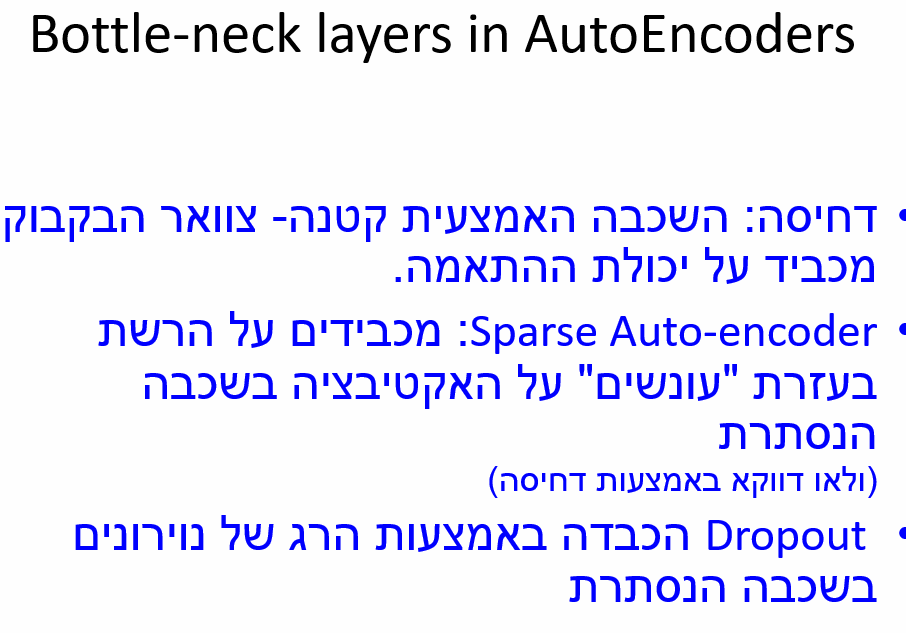 Bottle-neck layers in AutoEncoders
• דחיסה: השכבה האמצעית קטנה- צוואר הבקבוק
מכביד על יכולת ההתאמה.
• Sparse Auto-encoder: מכבידים על הרשת
בעזרת "עונשים" על האקטיבציה בשכבה
הנסתרת
(ולאו דווקא באמצעות דחיסה)
• Dropout הכבדה באמצעות הרג של נוירונים
בשכבה הנסתרת